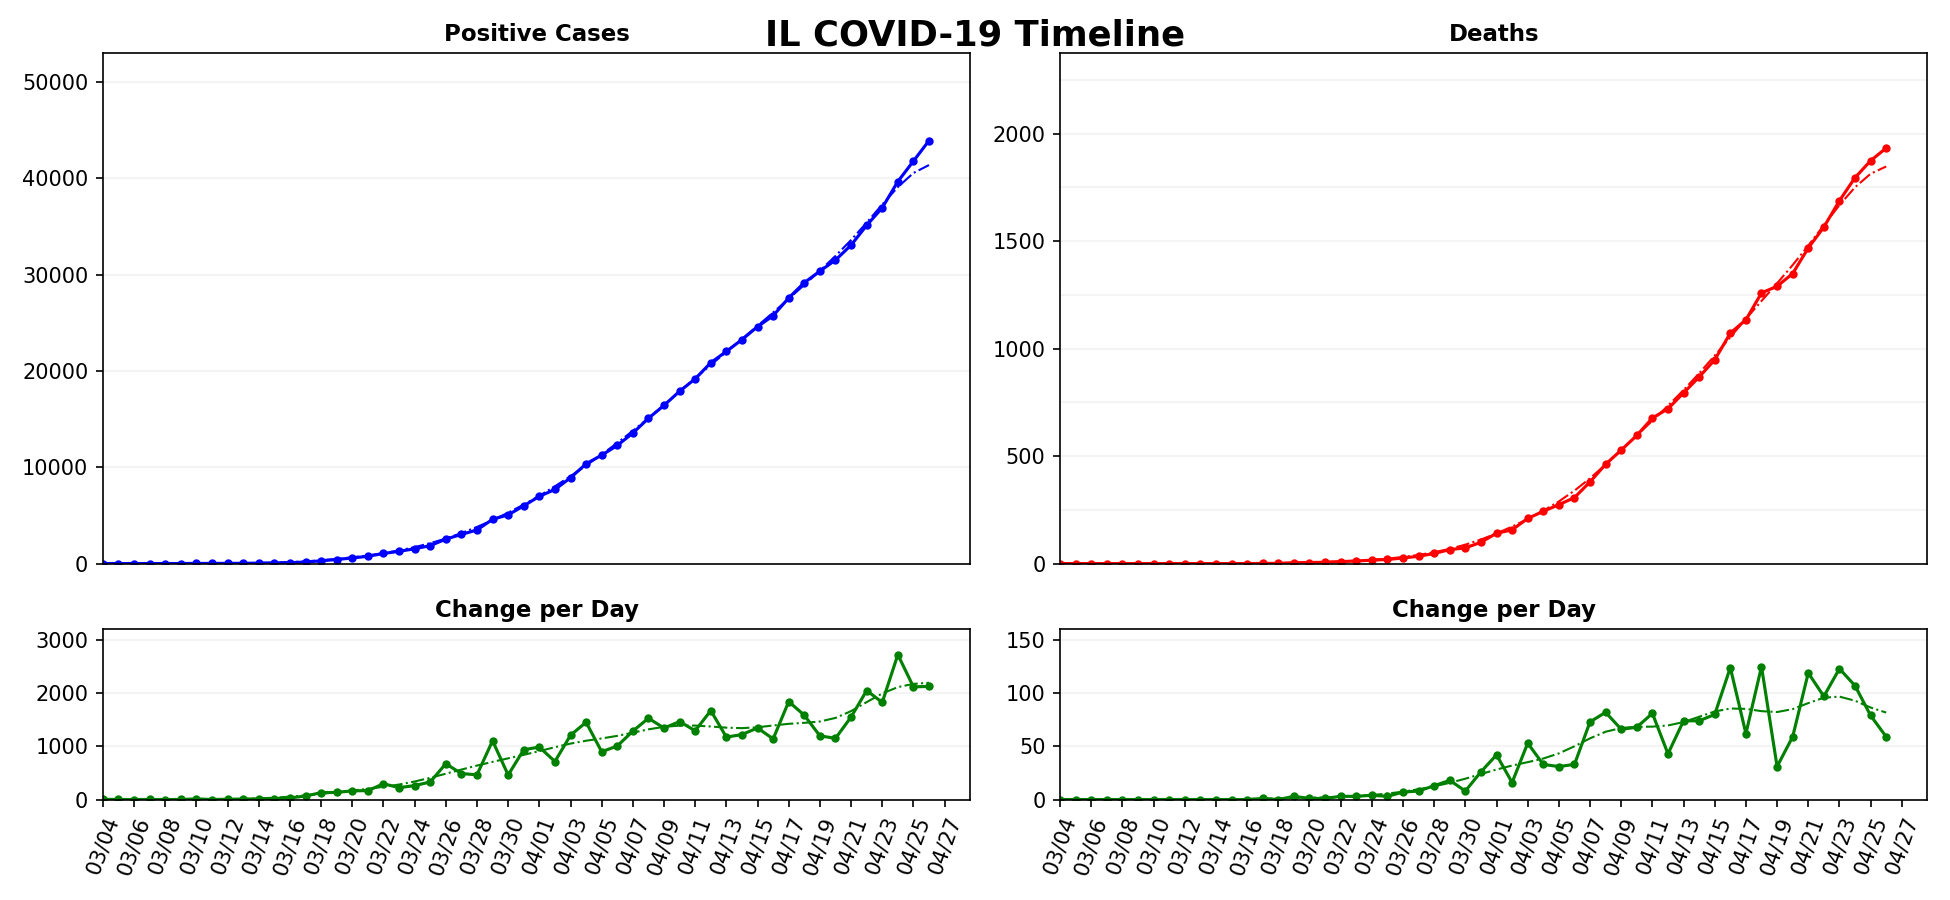 IL COVID-19 Timeline
Positive Cases
50000
40000
30000
20000
10000
0
Deaths
2000
1500
1000
500
0
Change per Day
3000
2000
1000
0
03/04 03/06 03/08 03/10 03/12 03/14 03/16 03/18 03/20 03/22 03/24 03/26 03/28 03/30 04/01 04/03 04/05 04/07 04/09 04/11 04/13 04/15 04/17 04/19 04/21 04/23 04/25 04/27
Change per Day
150
100
50
0
03/04 03/06 03/08 03/10 03/12 03/14 03/16 03/18 03/20 03/22 03/24 03/26 03/28 03/30 04/01 04/03 04/05 04/07 04/09 04/11 04/13 04/15 04/17 04/19 04/21 04/23 04/25 04/27